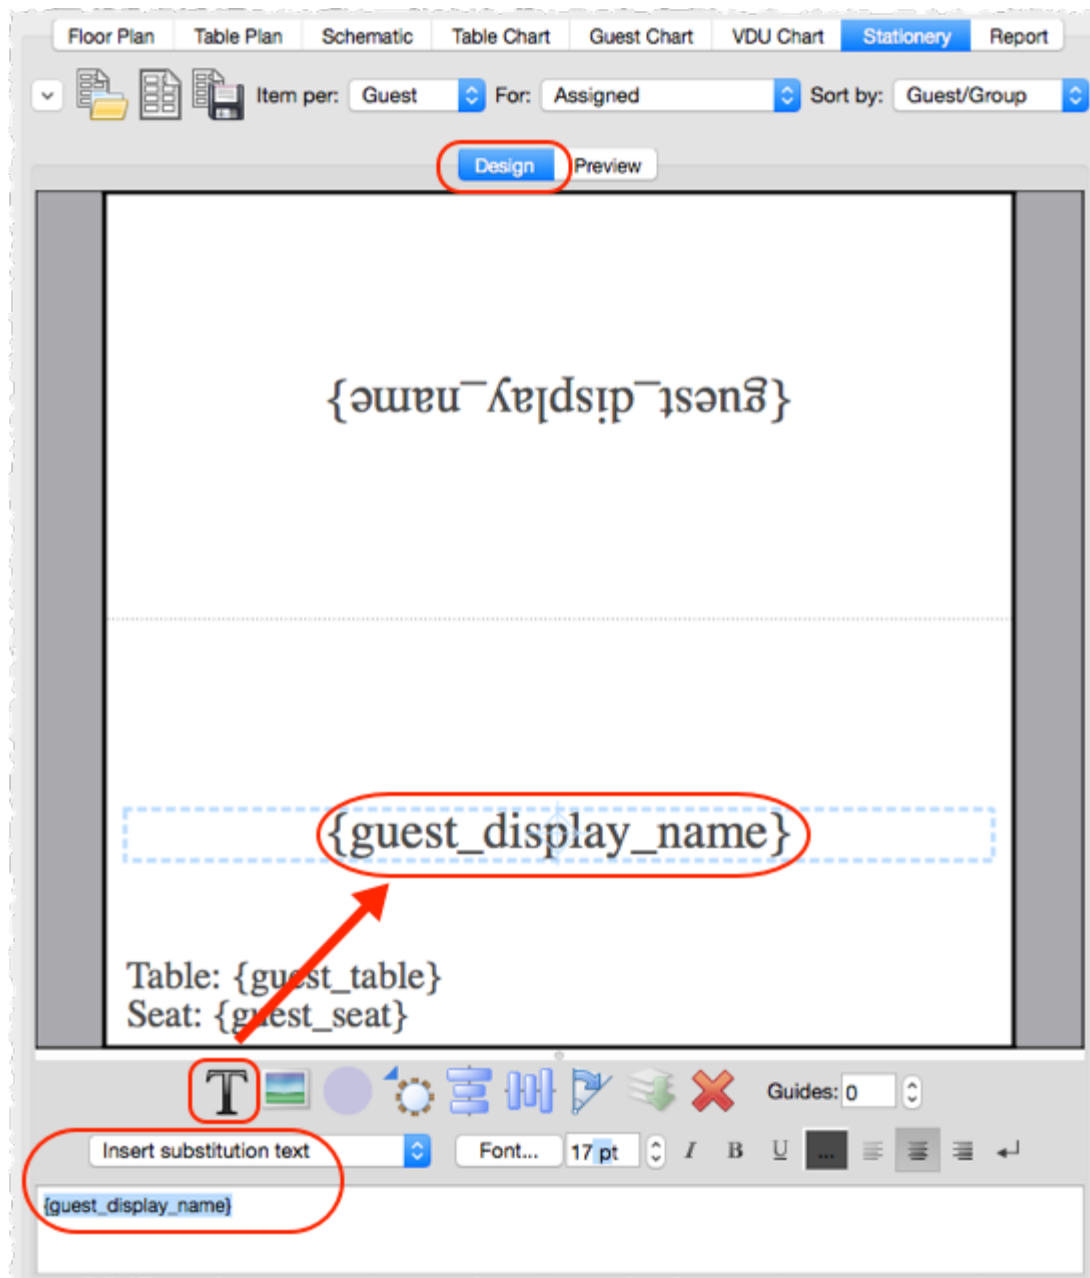 Floor Plan Table Plan Schematic Table Chart Guest Chart VDU Chart Stationery Report
Item per: Guest For: Assigned Sort by: Guest/Group
Design Preview
{guest_display_name}
{guest_display_name}
Table: {guest_table}
Seat: {guest_seat}
T Guides: 0
Insert substitution text Font... 17 pt I B U ...
{guest_display_name}